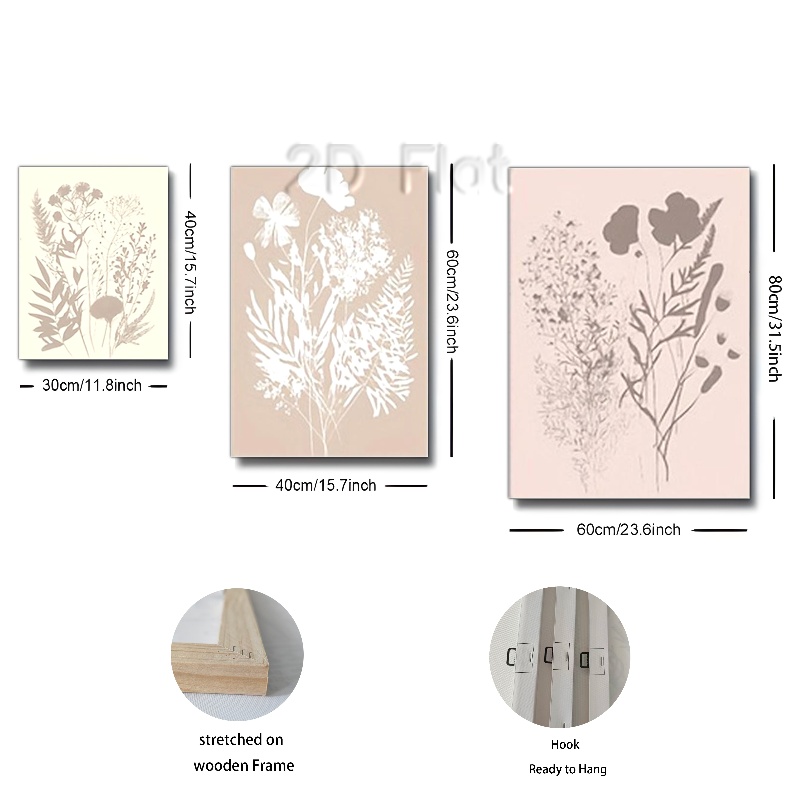 2D Flat
40cm/15.7inch
30cm/11.8inch
60cm/23.6inch
40cm/15.7inch
80cm/31.5inch
60cm/23.6inch
stretched on
wooden Frame
Hook
Ready to Hang